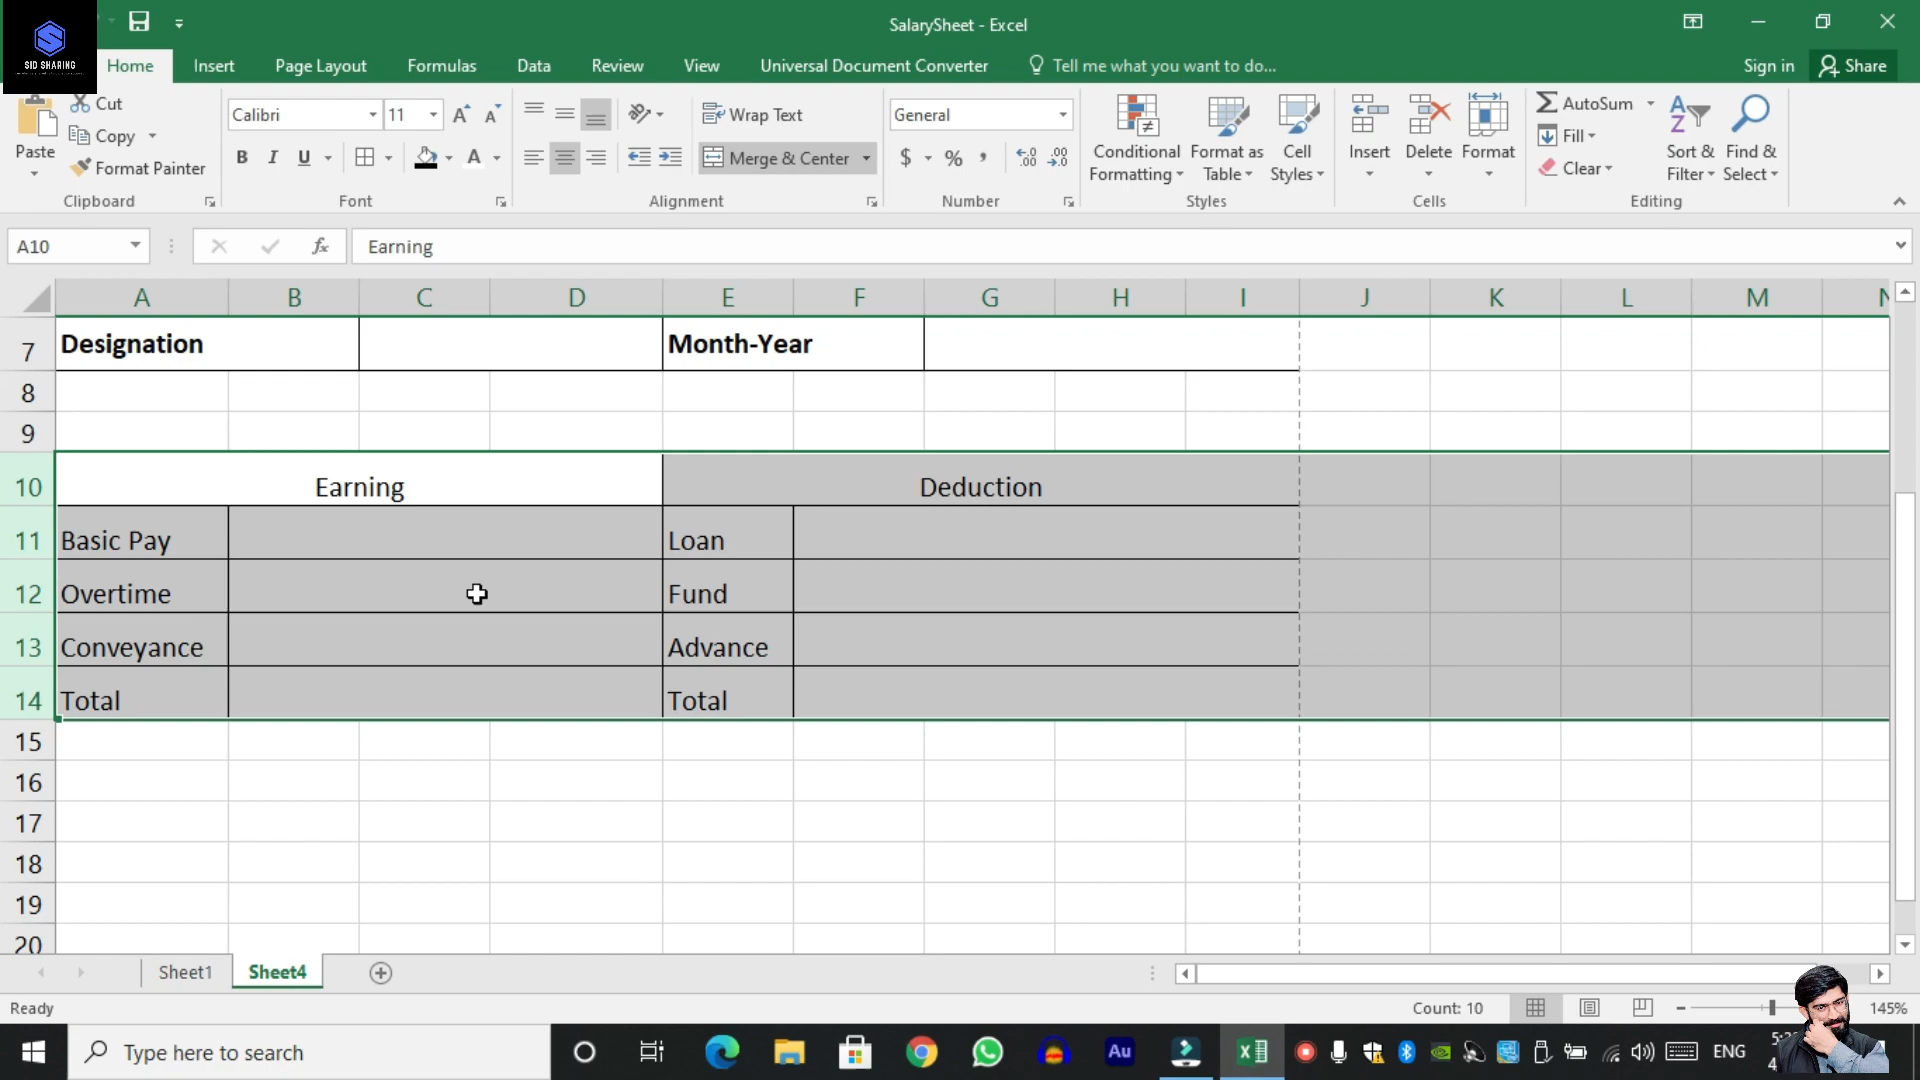 SalarySheet - Excel
SID SHARING
Home
Insert
Page Layout
Formulas
Data
Review
View
Universal Document Converter
Tell me what you want to do...
Sign in
Share
Paste
Cut
Copy
Format Painter
Clipboard
Calibri
11
B I U
Font
Wrap Text
Merge & Center
Alignment
General
$ % ,
Number
Conditional Formatting
Format as Table
Cell Styles
Styles
Insert
Delete
Format
Cells
AutoSum
Fill
Clear
Sort & Filter
Find & Select
Editing
A10
fx
Earning
A B C D E F G H I J K L M N
7 Designation Month-Year
8
9
10 Earning Deduction
11 Basic Pay Loan
12 Overtime Fund
13 Conveyance Advance
14 Total Total
15
16
17
18
19
20
Sheet1
Sheet4
Ready
Count: 10
145%
Type here to search
Au
ENG